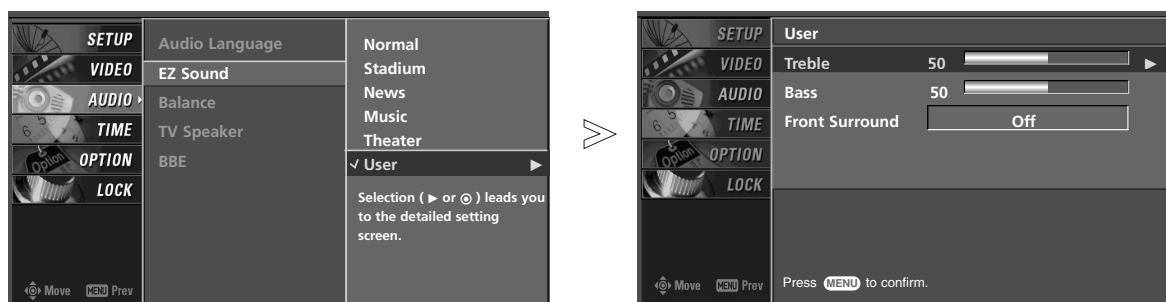 SETUP
VIDEO
AUDIO
TIME
OPTION
LOCK
Move MENU Prev
Audio Language
EZ Sound
Balance
TV Speaker
BBE
Normal
Stadium
News
Music
Theater
✓ User ▶
Selection ( ▶ or ◉ ) leads you
to the detailed setting
screen.
SETUP
VIDEO
AUDIO
TIME
OPTION
LOCK
Move MENU Prev
User
Treble 50 ▶
Bass 50
Front Surround Off
Press MENU to confirm.